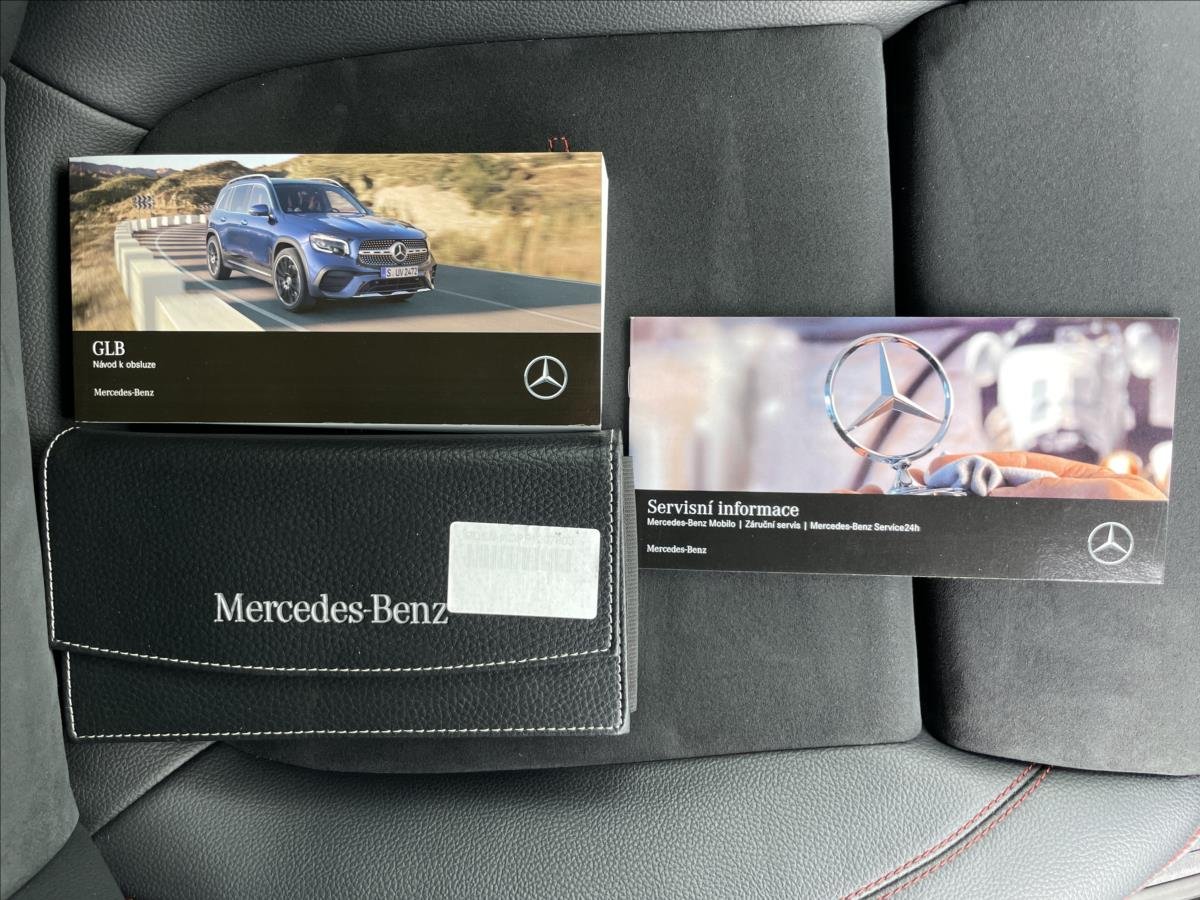 S UV 2472
GLB
Návod k obsluze
Mercedes-Benz
Mercedes-Benz
Servisní informace
Mercedes-Benz Mobilo | Záruční servis | Mercedes-Benz Service24h
Mercedes-Benz